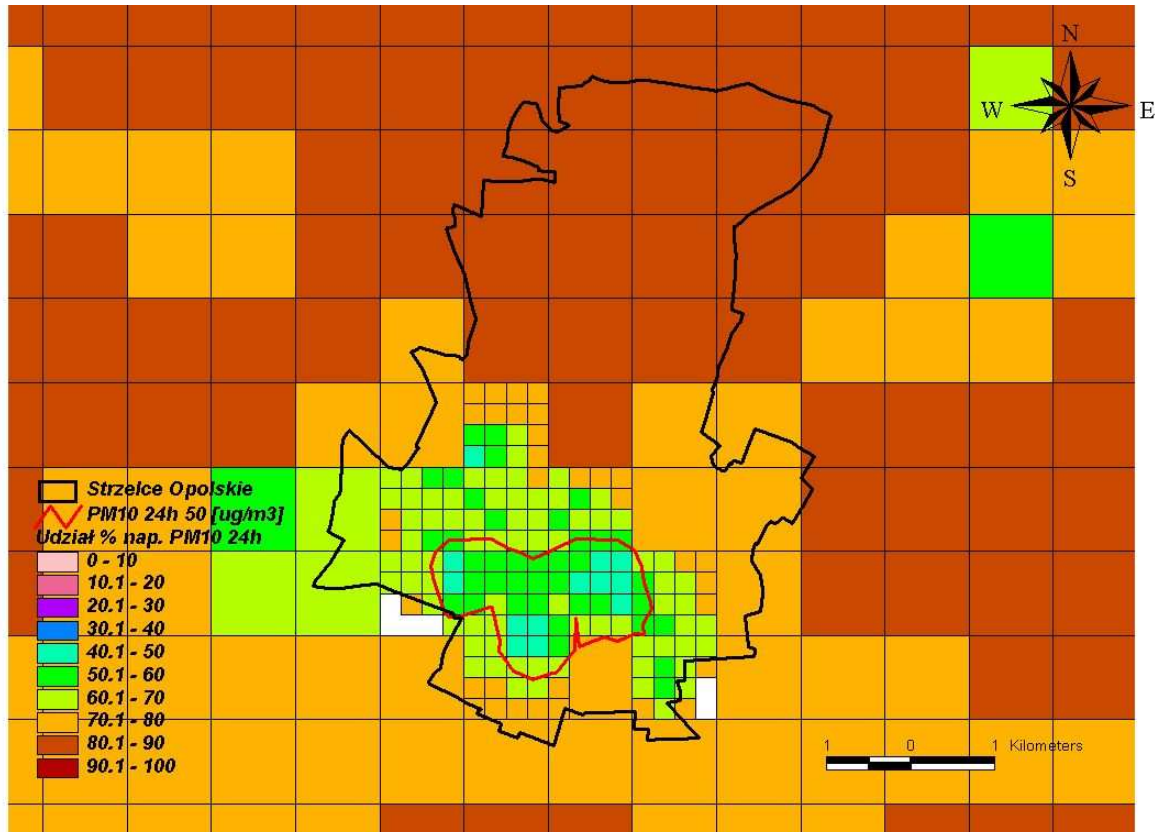 N
W E
S
Strzelce Opolskie
PM10 24h 50 [ug/m3]
Udział % nap. PM10 24h
0 - 10
10.1 - 20
20.1 - 30
30.1 - 40
40.1 - 50
50.1 - 60
60.1 - 70
70.1 - 80
80.1 - 90
90.1 - 100
1 0 1 Kilometers